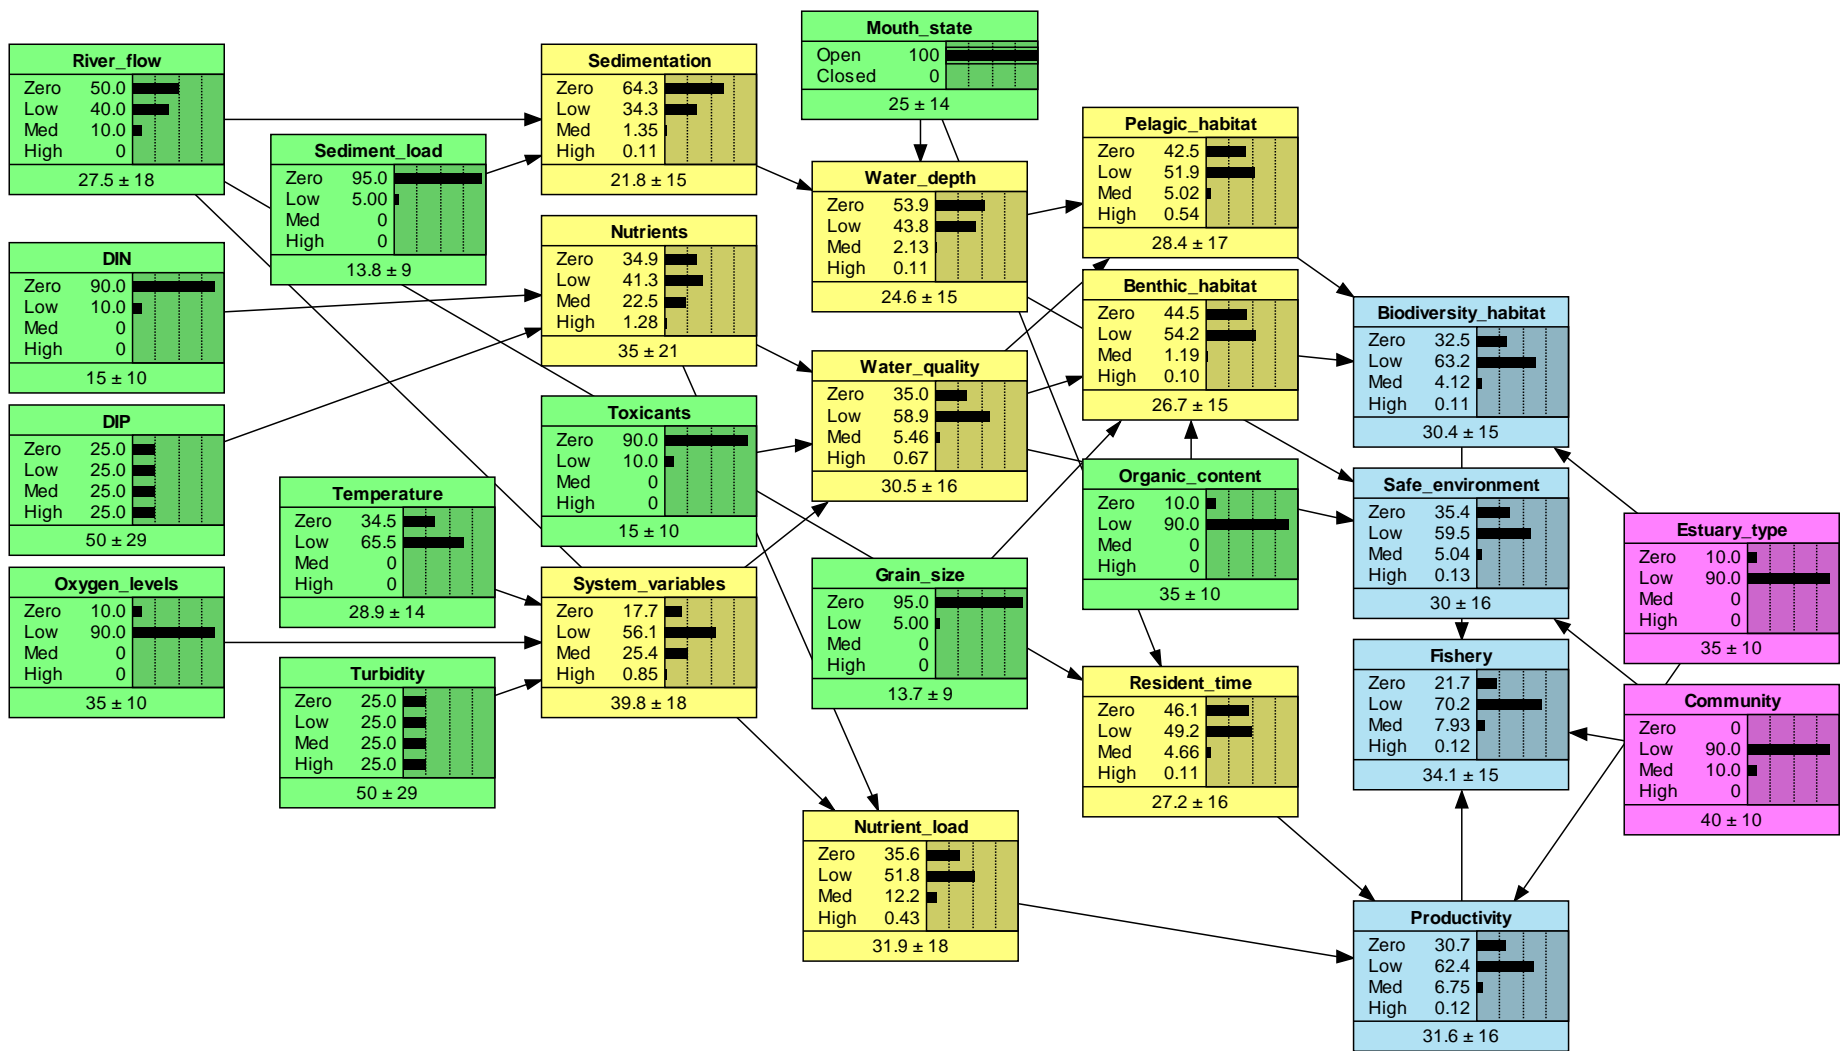 River_flow
Zero 50.0
Low 40.0
Med 10.0
High 0
27.5 ± 18
Sediment_load
Zero 95.0
Low 5.00
Med 0
High 0
13.8 ± 9
DIN
Zero 90.0
Low 10.0
Med 0
High 0
15 ± 10
DIP
Zero 25.0
Low 25.0
Med 25.0
High 25.0
50 ± 29
Temperature
Zero 34.5
Low 65.5
Med 0
High 0
28.9 ± 14
Oxygen_levels
Zero 10.0
Low 90.0
Med 0
High 0
35 ± 10
Turbidity
Zero 25.0
Low 25.0
Med 25.0
High 25.0
50 ± 29
Sedimentation
Zero 64.3
Low 34.3
Med 1.35
High 0.11
21.8 ± 15
Nutrients
Zero 34.9
Low 41.3
Med 22.5
High 1.28
35 ± 21
Toxicants
Zero 90.0
Low 10.0
Med 0
High 0
15 ± 10
System_variables
Zero 17.7
Low 56.1
Med 25.4
High 0.85
39.8 ± 18
Mouth_state
Open 100
Closed 0
25 ± 14
Water_depth
Zero 53.9
Low 43.8
Med 2.13
High 0.11
24.6 ± 15
Water_quality
Zero 35.0
Low 58.9
Med 5.46
High 0.67
30.5 ± 16
Grain_size
Zero 95.0
Low 5.00
Med 0
High 0
13.7 ± 9
Nutrient_load
Zero 35.6
Low 51.8
Med 12.2
High 0.43
31.9 ± 18
Pelagic_habitat
Zero 42.5
Low 51.9
Med 5.02
High 0.54
28.4 ± 17
Benthic_habitat
Zero 44.5
Low 54.2
Med 1.19
High 0.10
26.7 ± 15
Organic_content
Zero 10.0
Low 90.0
Med 0
High 0
35 ± 10
Resident_time
Zero 46.1
Low 49.2
Med 4.66
High 0.11
27.2 ± 16
Biodiversity_habitat
Zero 32.5
Low 63.2
Med 4.12
High 0.11
30.4 ± 15
Safe_environment
Zero 35.4
Low 59.5
Med 5.04
High 0.13
30 ± 16
Fishery
Zero 21.7
Low 70.2
Med 7.93
High 0.12
34.1 ± 15
Productivity
Zero 30.7
Low 62.4
Med 6.75
High 0.12
31.6 ± 16
Estuary_type
Zero 10.0
Low 90.0
Med 0
High 0
35 ± 10
Community
Zero 0
Low 90.0
Med 10.0
High 0
40 ± 10